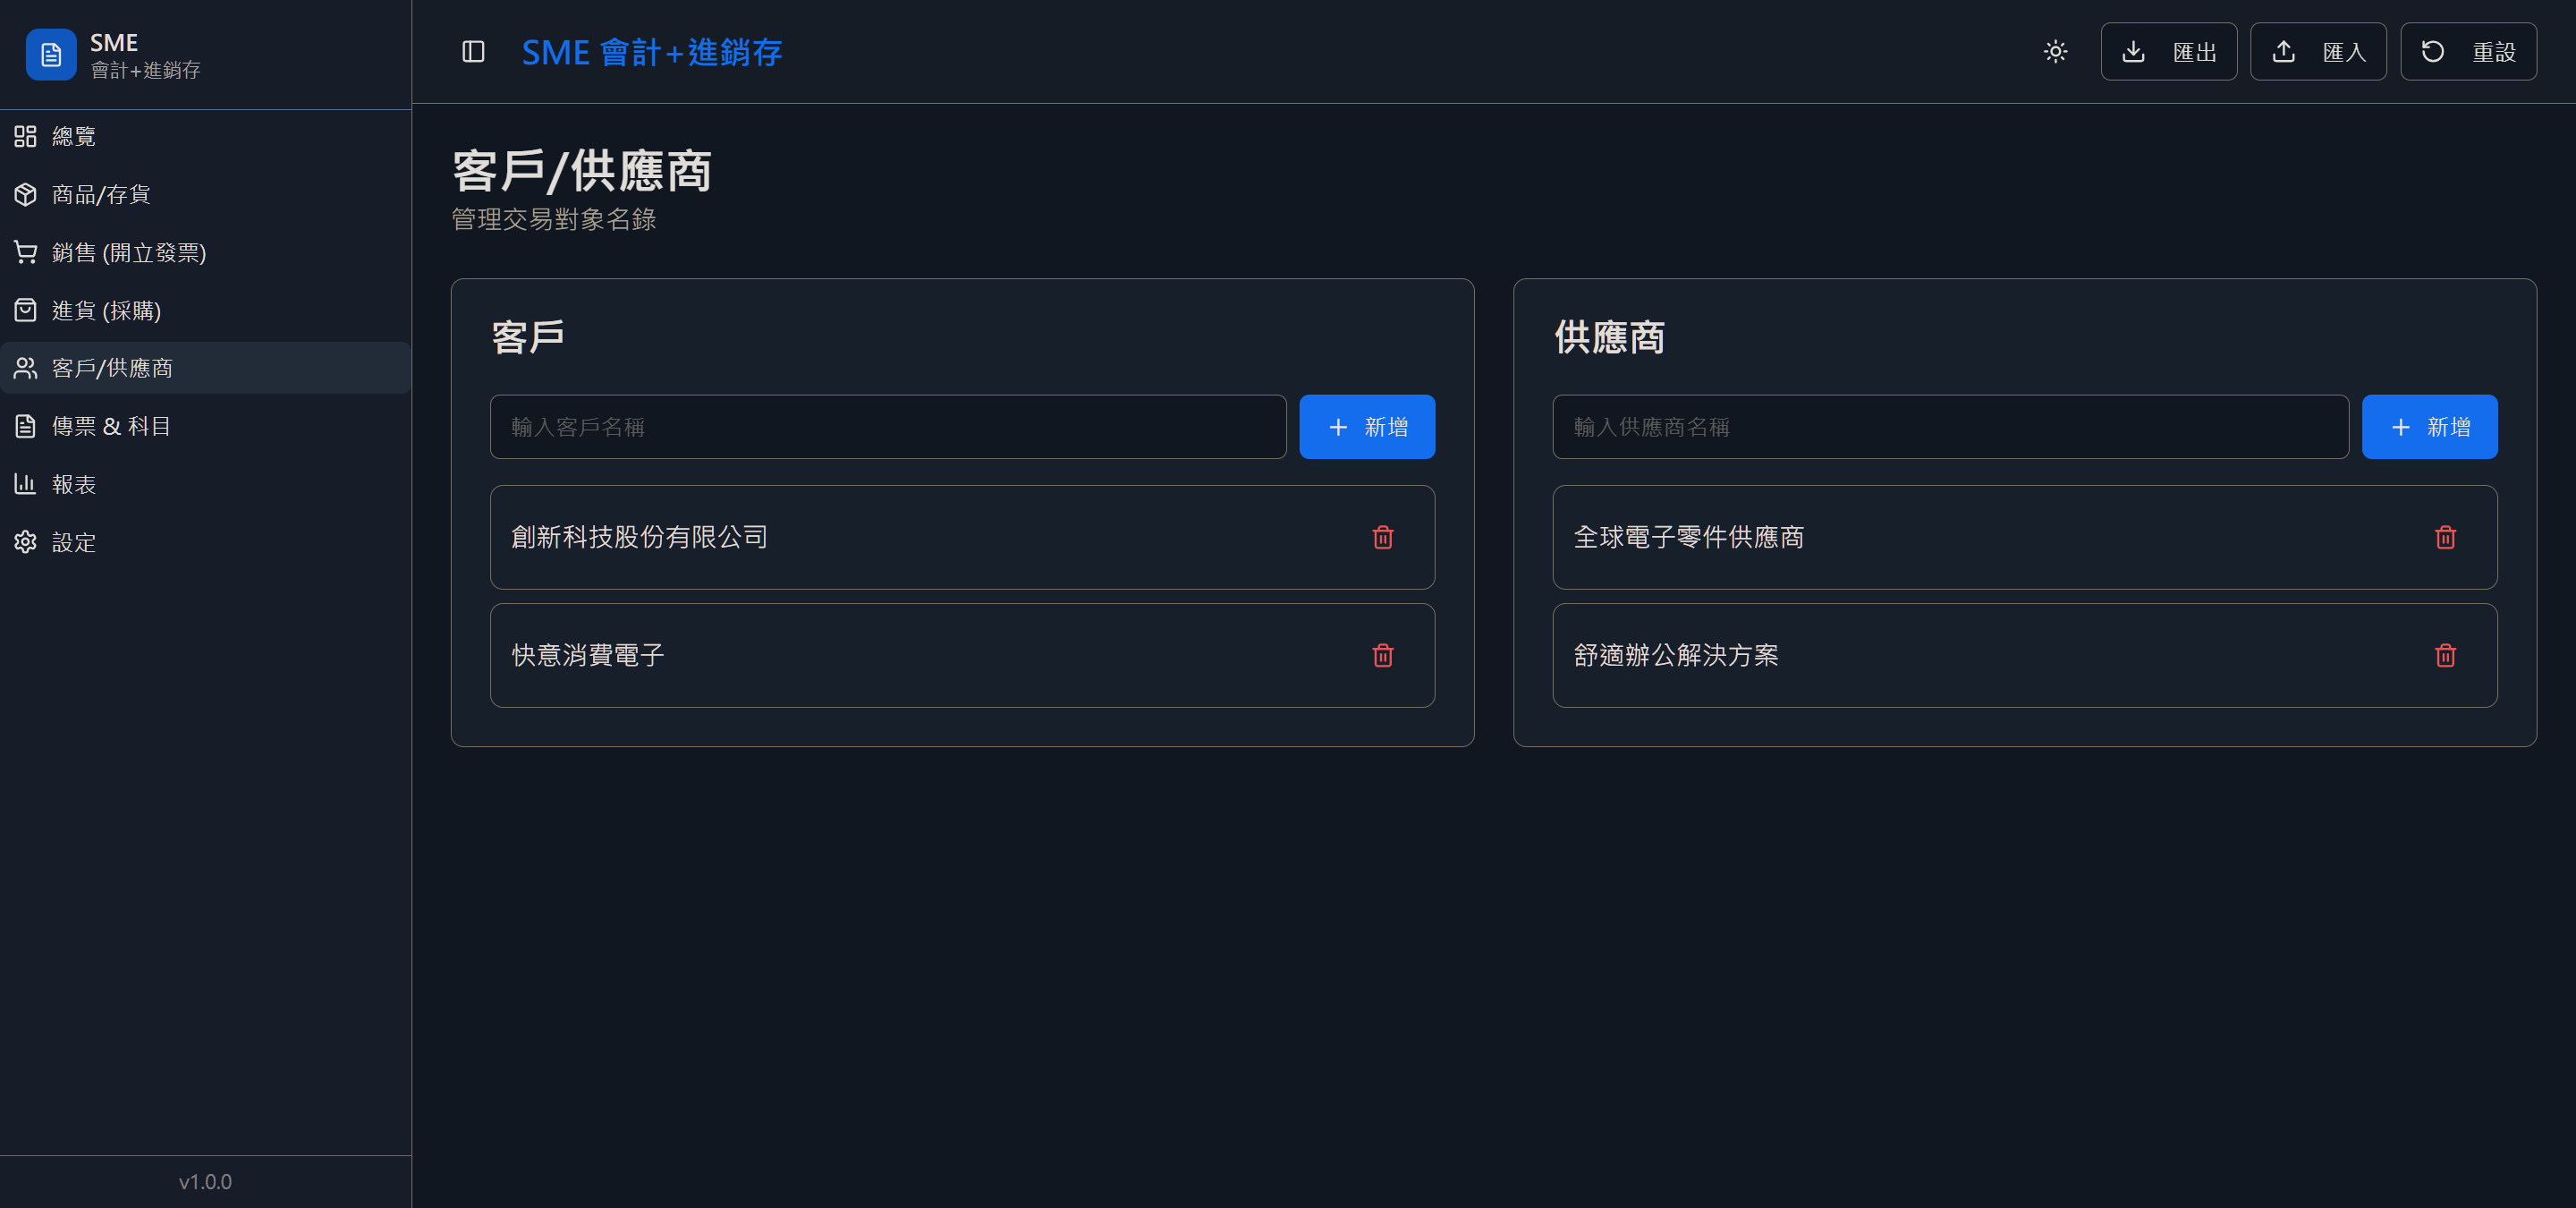 SME
會計+進銷存
總覽
商品/存貨
銷售 (開立發票)
進貨 (採購)
客戶/供應商
傳票 & 科目
報表
設定
v1.0.0
SME 會計+進銷存
匯出
匯入
重設
客戶/供應商
管理交易對象名錄
客戶
輸入客戶名稱
新增
創新科技股份有限公司
快意消費電子
供應商
輸入供應商名稱
新增
全球電子零件供應商
舒適辦公解決方案